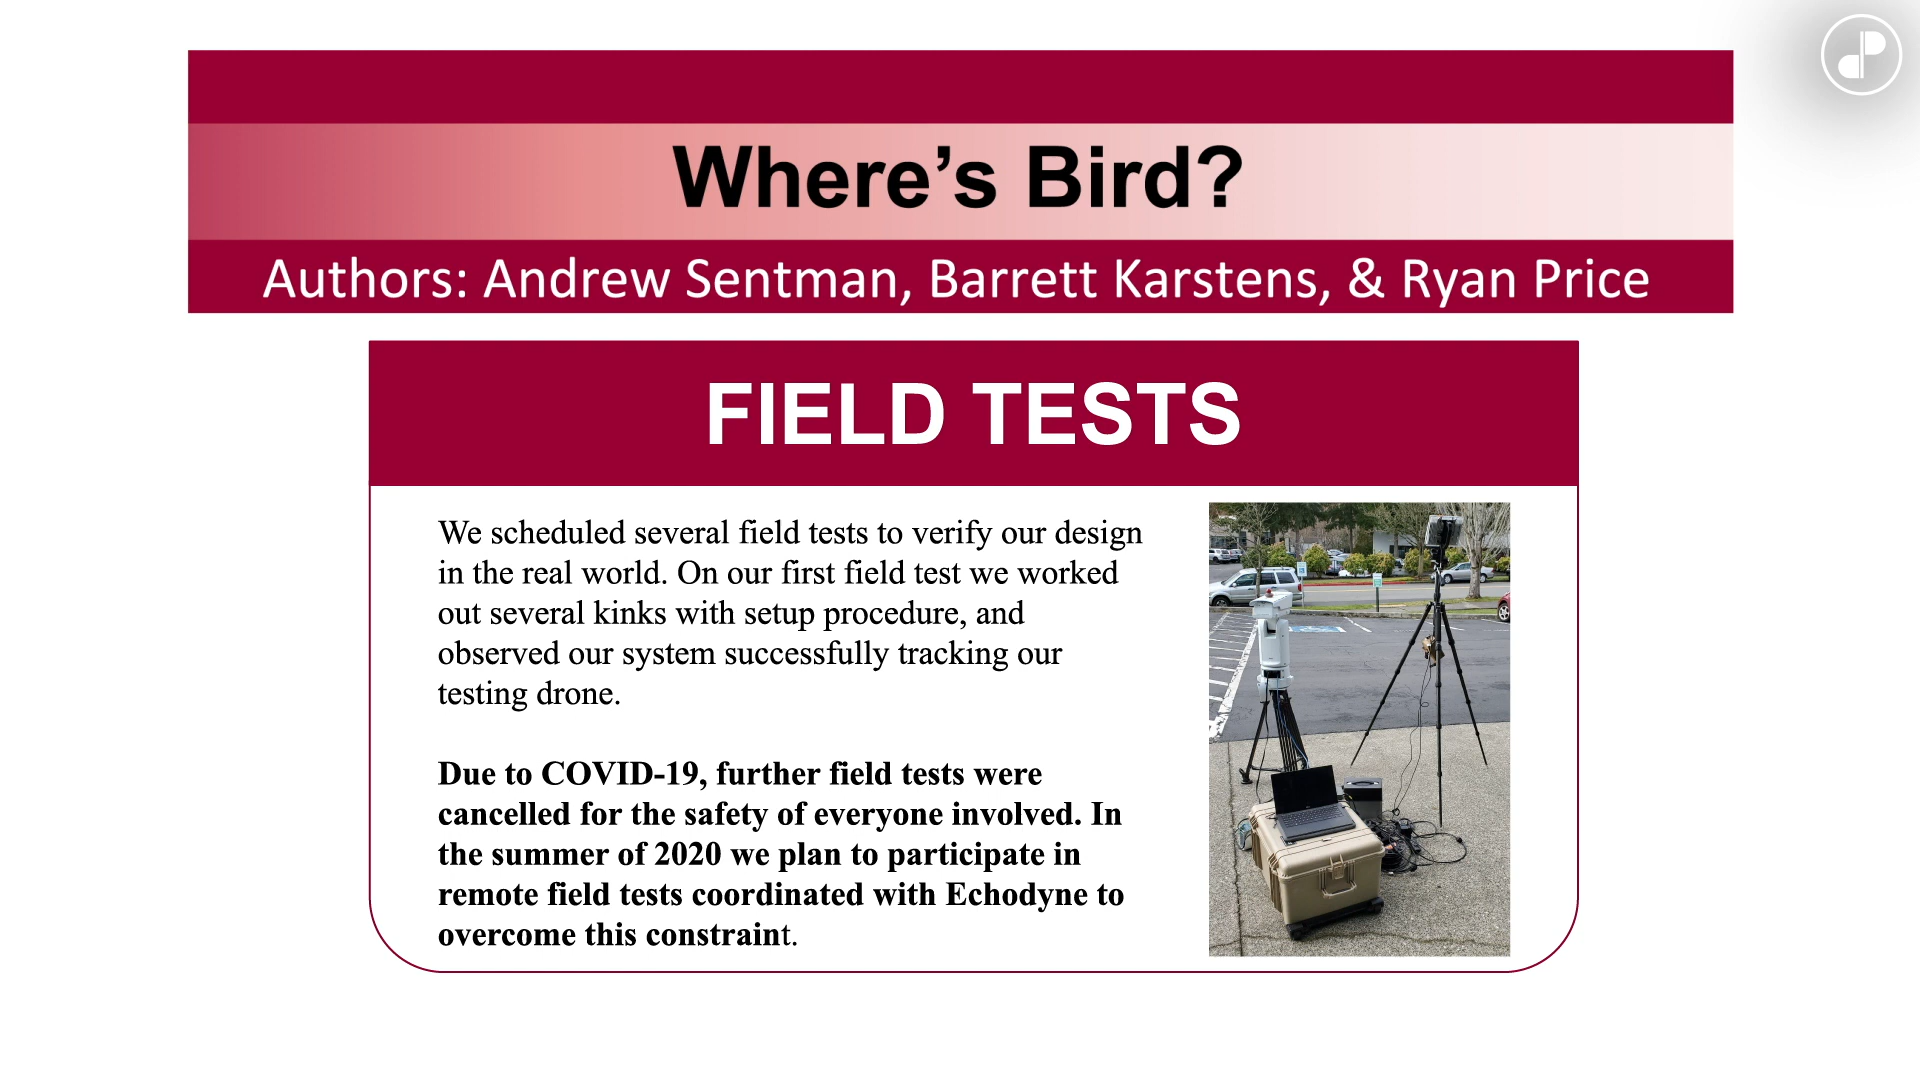 Where’s Bird?
Authors: Andrew Sentman, Barrett Karstens, & Ryan Price
FIELD TESTS
We scheduled several field tests to verify our design
in the real world. On our first field test we worked
out several kinks with setup procedure, and
observed our system successfully tracking our
testing drone.
Due to COVID-19, further field tests were
cancelled for the safety of everyone involved. In
the summer of 2020 we plan to participate in
remote field tests coordinated with Echodyne to
overcome this constraint.